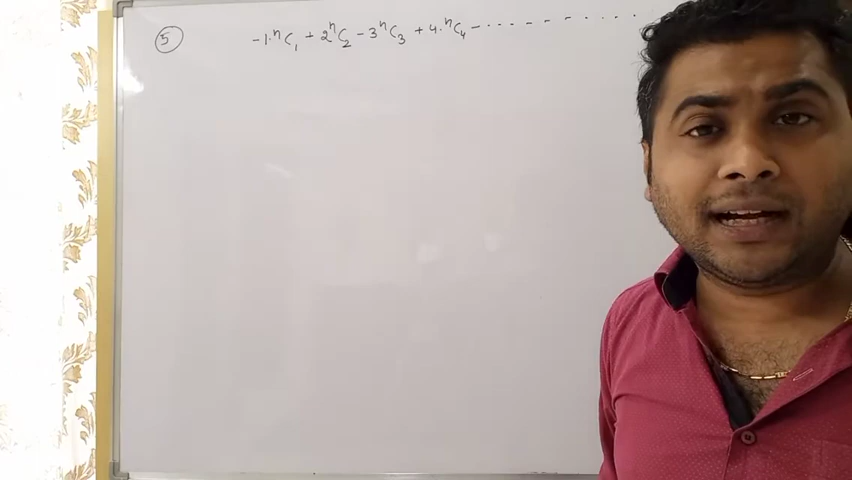 ⑤ -1.ⁿC₁ + 2ⁿC₂ - 3ⁿC₃ + 4.ⁿC₄ - ..........